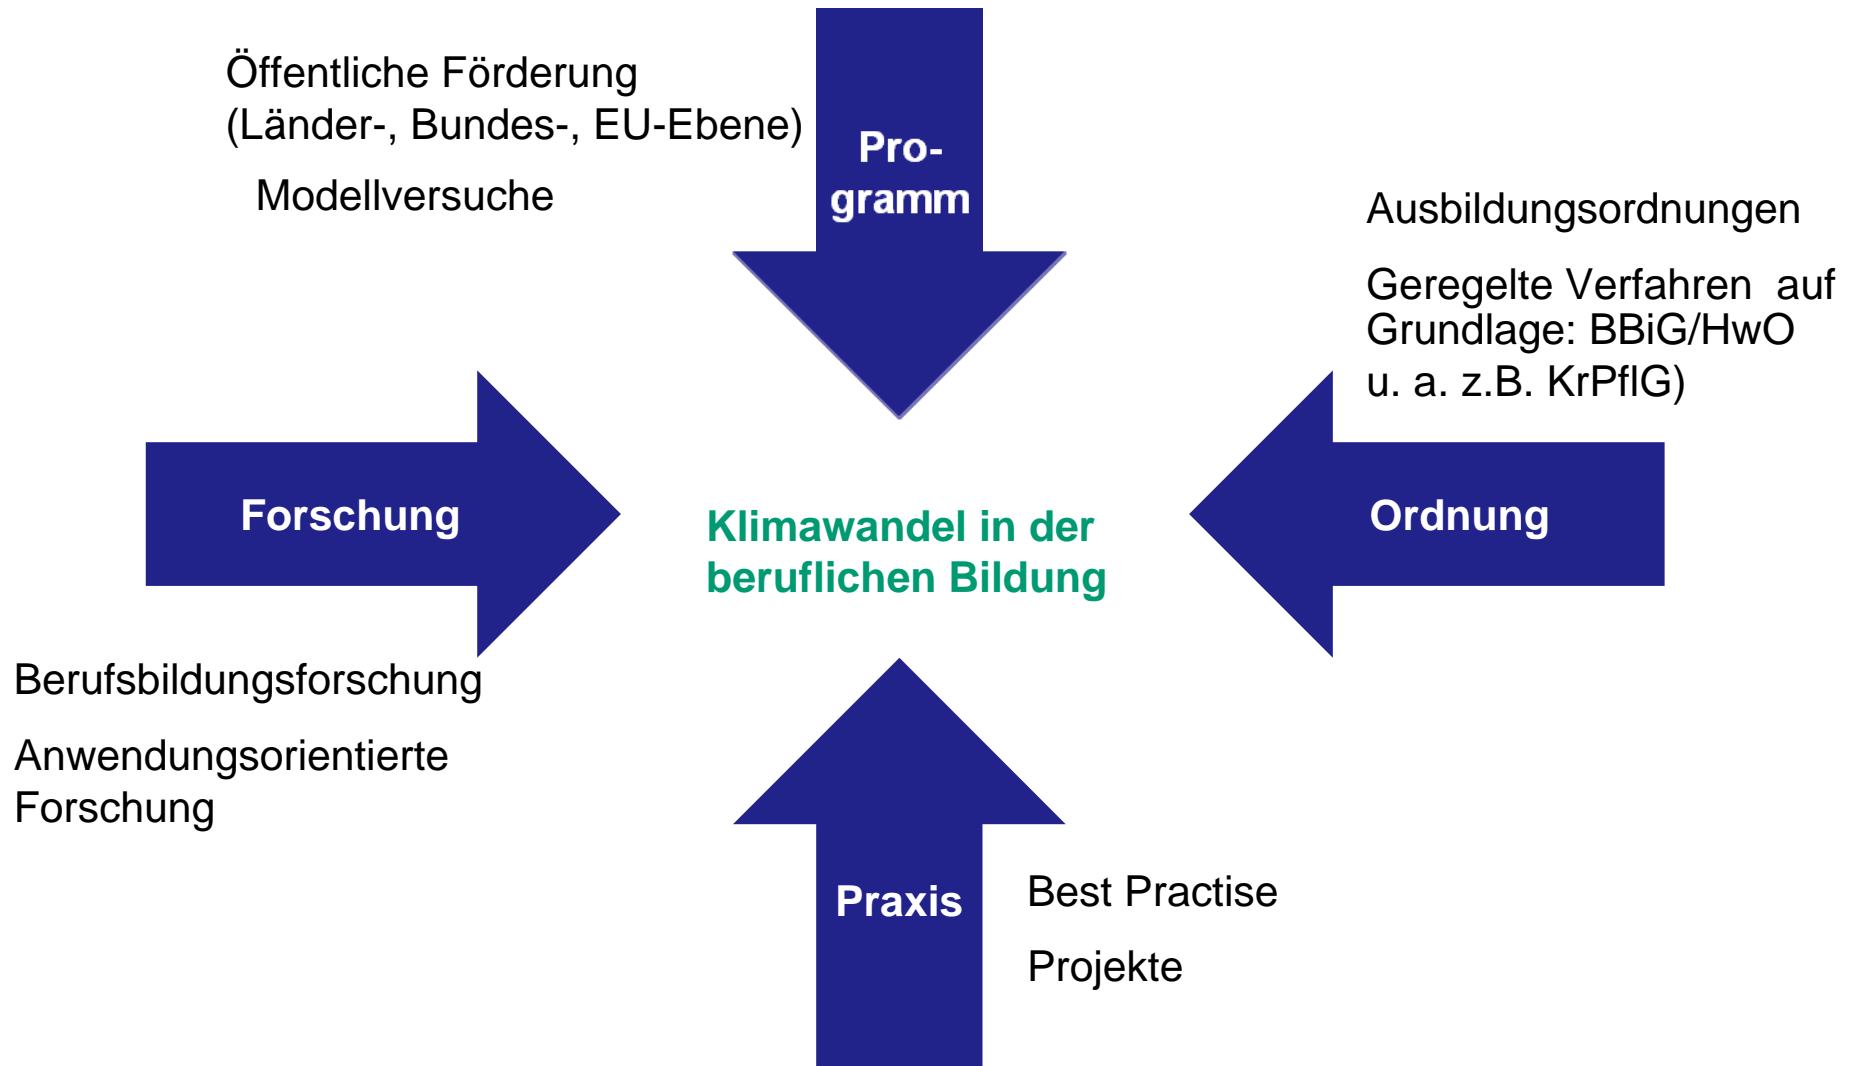 Öffentliche Förderung
(Länder-, Bundes-, EU-Ebene)
Modellversuche
Pro-
gramm
Ausbildungsordnungen
Geregelte Verfahren  auf
Grundlage: BBiG/HwO
u. a. z.B. KrPflG)
Forschung
Klimawandel in der
beruflichen Bildung
Ordnung
Berufsbildungsforschung
Anwendungsorientierte
Forschung
Praxis
Best Practise
Projekte